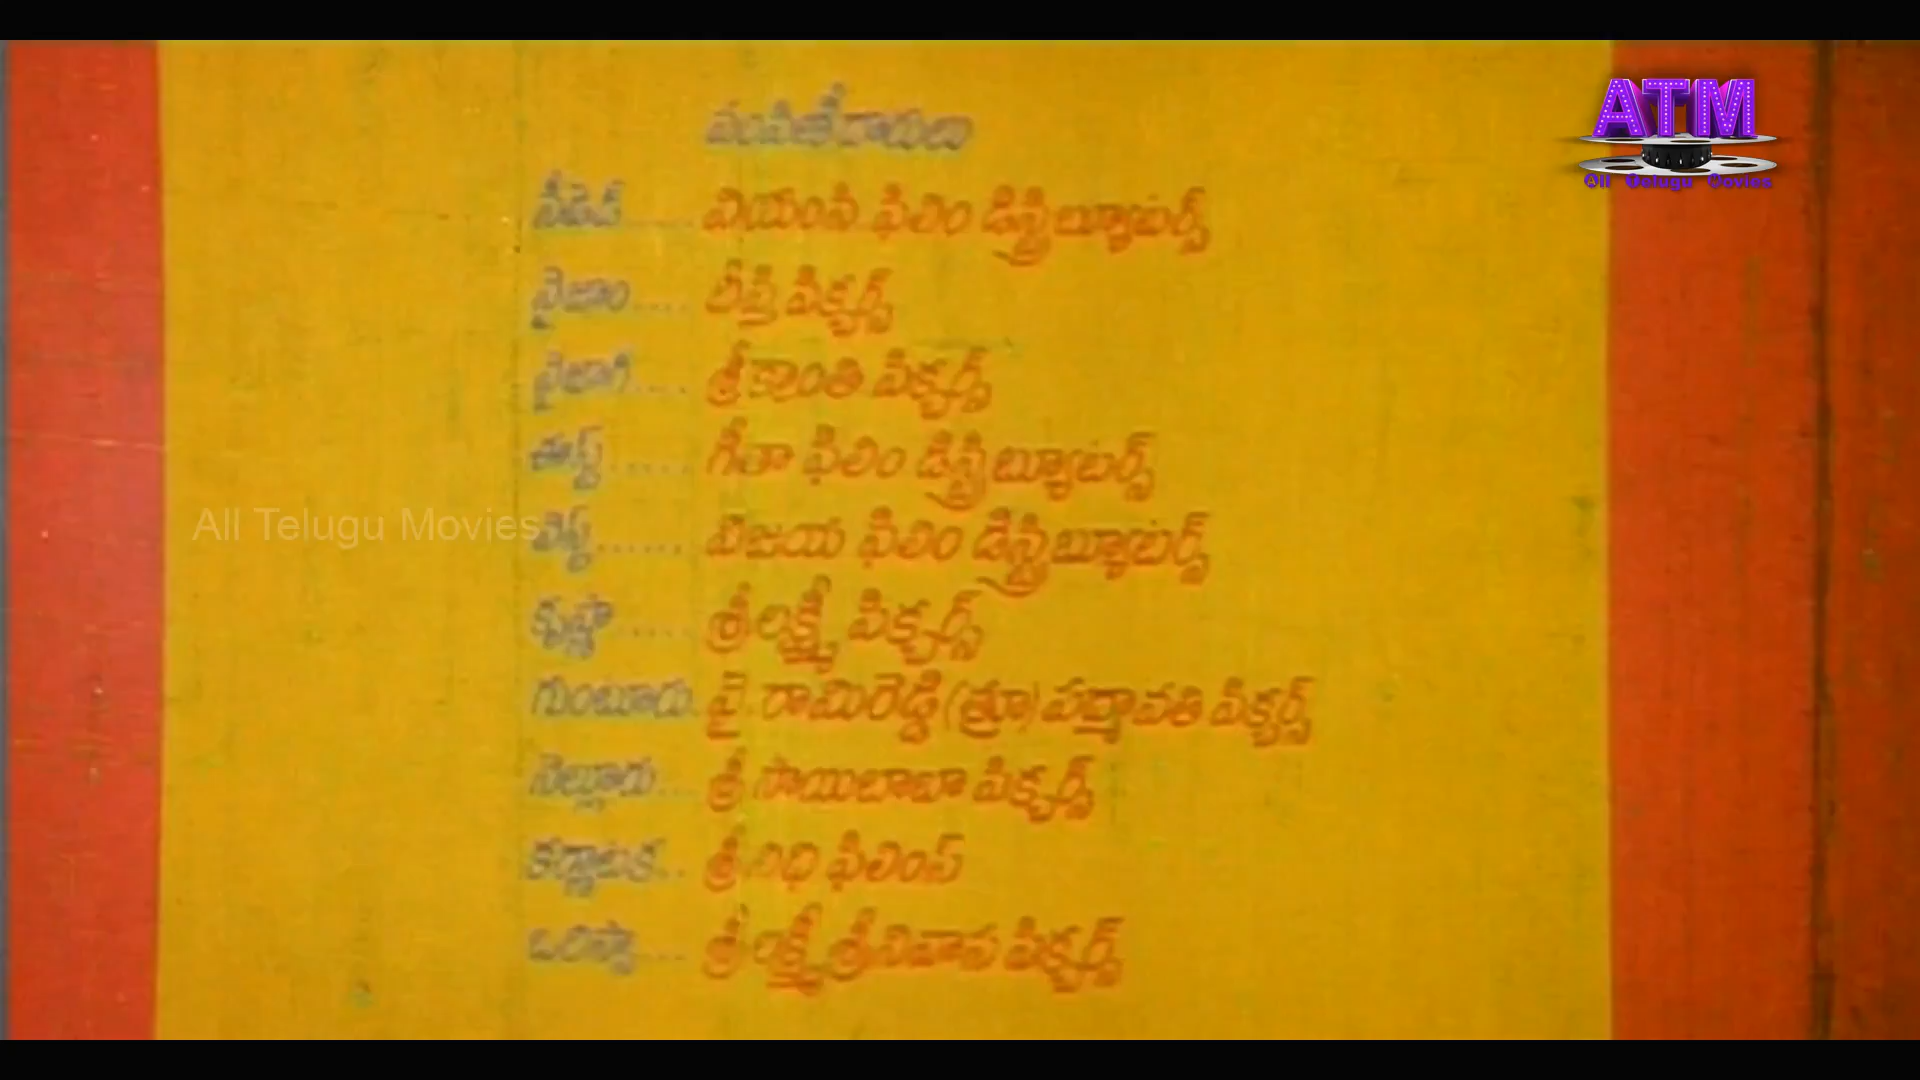 ATM
All Telugu Movies
పంపిణీదారులు
సీడెడ్...... వియంసి ఫిలిం డిస్ట్రిబ్యూటర్స్
నైజాం..... దీప్తి పిక్చర్స్
వైజాగ్..... శ్రీక్రాంతి పిక్చర్స్
ఈస్ట్...... గీతా ఫిలిం డిస్ట్రిబ్యూటర్స్
All Telugu Movies
వెస్ట్...... విజయ ఫిలిం డిస్ట్రిబ్యూటర్స్
కృష్ణా...... శ్రీలక్ష్మీ పిక్చర్స్
గుంటూరు. వై. రామిరెడ్డి (త్రూ) పద్మావతి పిక్చర్స్
నెల్లూరు... శ్రీ సాయిబాబా పిక్చర్స్
కర్ణాటక.. శ్రీ నిధి ఫిలింస్
ఒరిస్సా.... శ్రీ లక్ష్మీ శ్రీనివాస పిక్చర్స్